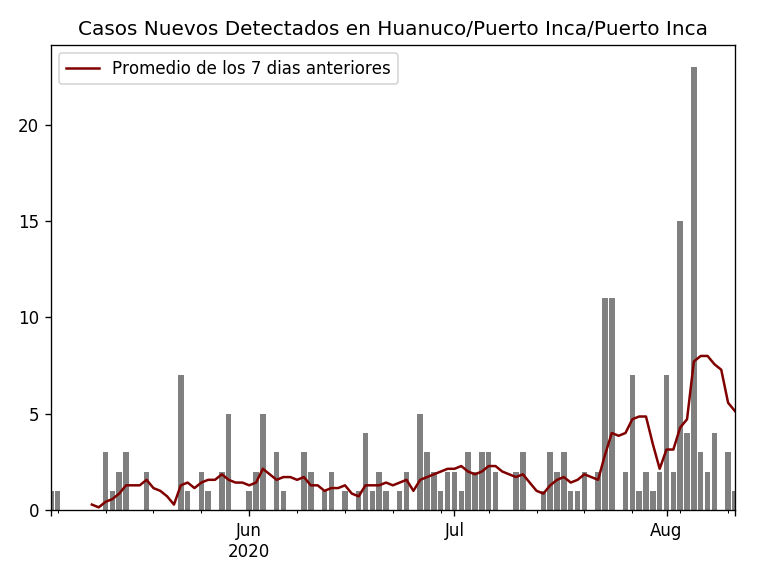 Casos Nuevos Detectados en Huanuco/Puerto Inca/Puerto Inca
Promedio de los 7 dias anteriores
20
15
10
5
0
Jun
2020
Jul
Aug